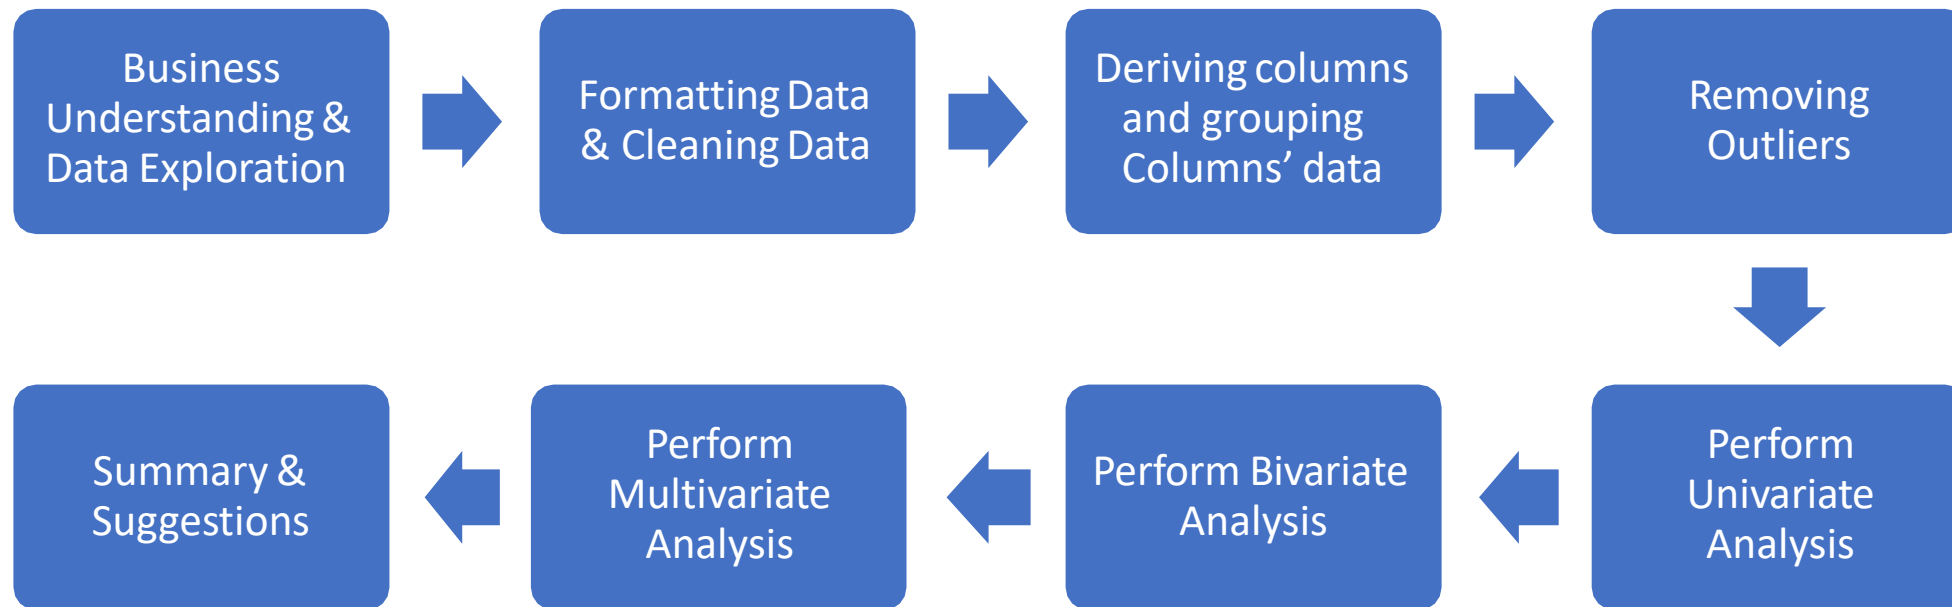 Business
Understanding &
Data Exploration
Formatting Data
& Cleaning Data
Deriving columns
and grouping
Columns’ data
Removing
Outliers
Perform
Univariate
Analysis
Perform Bivariate
Analysis
Perform
Multivariate
Analysis
Summary &
Suggestions